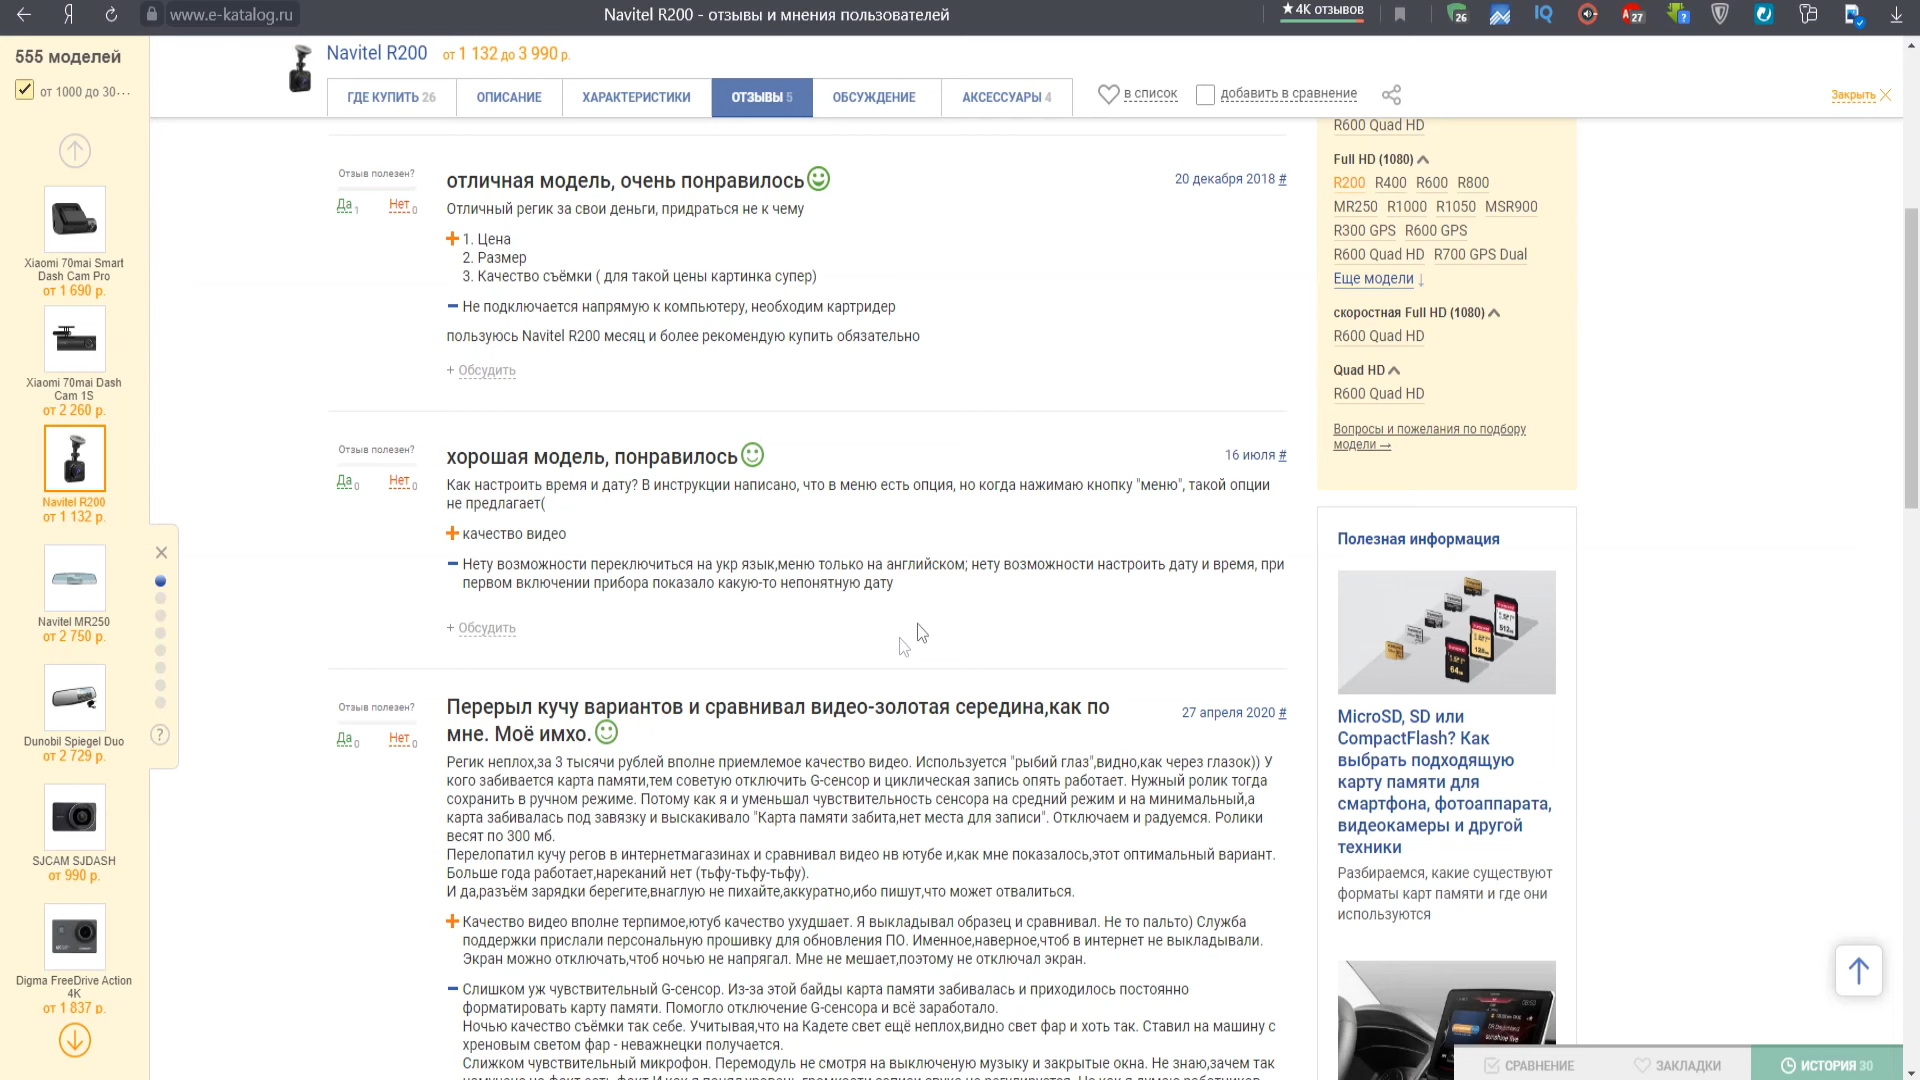 www.e-katalog.ru
Navitel R200 - отзывы и мнения пользователей
★4K отзывов
26
27
555 моделей
от 1000 до 30...
Xiaomi 70mai Smart
Dash Cam Pro
от 1 690 р.
Xiaomi 70mai Dash
Cam 1S
от 2 260 р.
Navitel R200
от 1 132 р.
Navitel MR250
от 2 750 р.
Dunobil Spiegel Duo
от 2 729 р.
SJCAM SJDASH
от 990 р.
Digma FreeDrive Action
4K
от 1 837 р.
Navitel R200 от 1 132 до 3 990 р.
ГДЕ КУПИТЬ 26
ОПИСАНИЕ
ХАРАКТЕРИСТИКИ
ОТЗЫВЫ 5
ОБСУЖДЕНИЕ
АКСЕССУАРЫ 4
в список
добавить в сравнение
Закрыть
Отзыв полезен?
Да 1 Нет 0
отличная модель, очень понравилось
20 декабря 2018 #
Отличный регик за свои деньги, придраться не к чему
1. Цена
2. Размер
3. Качество съёмки ( для такой цены картинка супер)
Не подключается напрямую к компьютеру, необходим картридер
пользуюсь Navitel R200 месяц и более рекомендую купить обязательно
+ Обсудить
Отзыв полезен?
Да 0 Нет 0
хорошая модель, понравилось
16 июля #
Как настроить время и дату? В инструкции написано, что в меню есть опция, но когда нажимаю кнопку "меню", такой опции
не предлагает(
качество видео
Нету возможности переключиться на укр язык,меню только на английском; нету возможности настроить дату и время, при
первом включении прибора показало какую-то непонятную дату
+ Обсудить
Отзыв полезен?
Да 0 Нет 0
Перерыл кучу вариантов и сравнивал видео-золотая середина,как по
мне. Моё имхо.
27 апреля 2020 #
Регик неплох,за 3 тысячи рублей вполне приемлемое качество видео. Используется "рыбий глаз",видно,как через глазок)) У
кого забивается карта памяти,тем советую отключить G-сенсор и циклическая запись опять работает. Нужный ролик тогда
сохранить в ручном режиме. Потому как я и уменьшал чувствительность сенсора на средний режим и на минимальный,а
карта забивалась под завязку и выскакивало "Карта памяти забита,нет места для записи". Отключаем и радуемся. Ролики
весят по 300 мб.
Перелопатил кучу регов в интернетмагазинах и сравнивал видео нв ютубе и,как мне показалось,этот оптимальный вариант.
Больше года работает,нареканий нет (тьфу-тьфу-тьфу).
И да,разъём зарядки берегите,внаглую не пихайте,аккуратно,ибо пишут,что может отвалиться.
Качество видео вполне терпимое,ютуб качество ухудшает. Я выкладывал образец и сравнивал. Не то пальто) Служба
поддержки прислали персональную прошивку для обновления ПО. Именное,наверное,чтоб в интернет не выкладывали.
Экран можно отключать,чтоб ночью не напрягал. Мне не мешает,поэтому не отключал экран.
Слишком уж чувствительный G-сенсор. Из-за этой байды карта памяти забивалась и приходилось постоянно
форматировать карту памяти. Помогло отключение G-сенсора и всё заработало.
Ночью качество съёмки так себе. Учитывая,что на Кадете свет ещё неплох,видно свет фар и хоть так. Ставил на машину с
хреновым светом фар - неважнецки получается.
Слижком чувствительный микрофон. Перемодуль не смотря на выключеную музыку и закрытые окна. Не знаю,зачем так
R600 Quad HD
Full HD (1080)
R200 R400 R600 R800
MR250 R1000 R1050 MSR900
R300 GPS R600 GPS
R600 Quad HD R700 GPS Dual
Еще модели ↓
скоростная Full HD (1080)
R600 Quad HD
Quad HD
R600 Quad HD
Вопросы и пожелания по подбору
модели →
Полезная информация
MicroSD, SD или
CompactFlash? Как
выбрать подходящую
карту памяти для
смартфона, фотоаппарата,
видеокамеры и другой
техники
Разбираемся, какие существуют
форматы карт памяти и где они
используются
СРАВНЕНИЕ
ЗАКЛАДКИ
ИСТОРИЯ 30